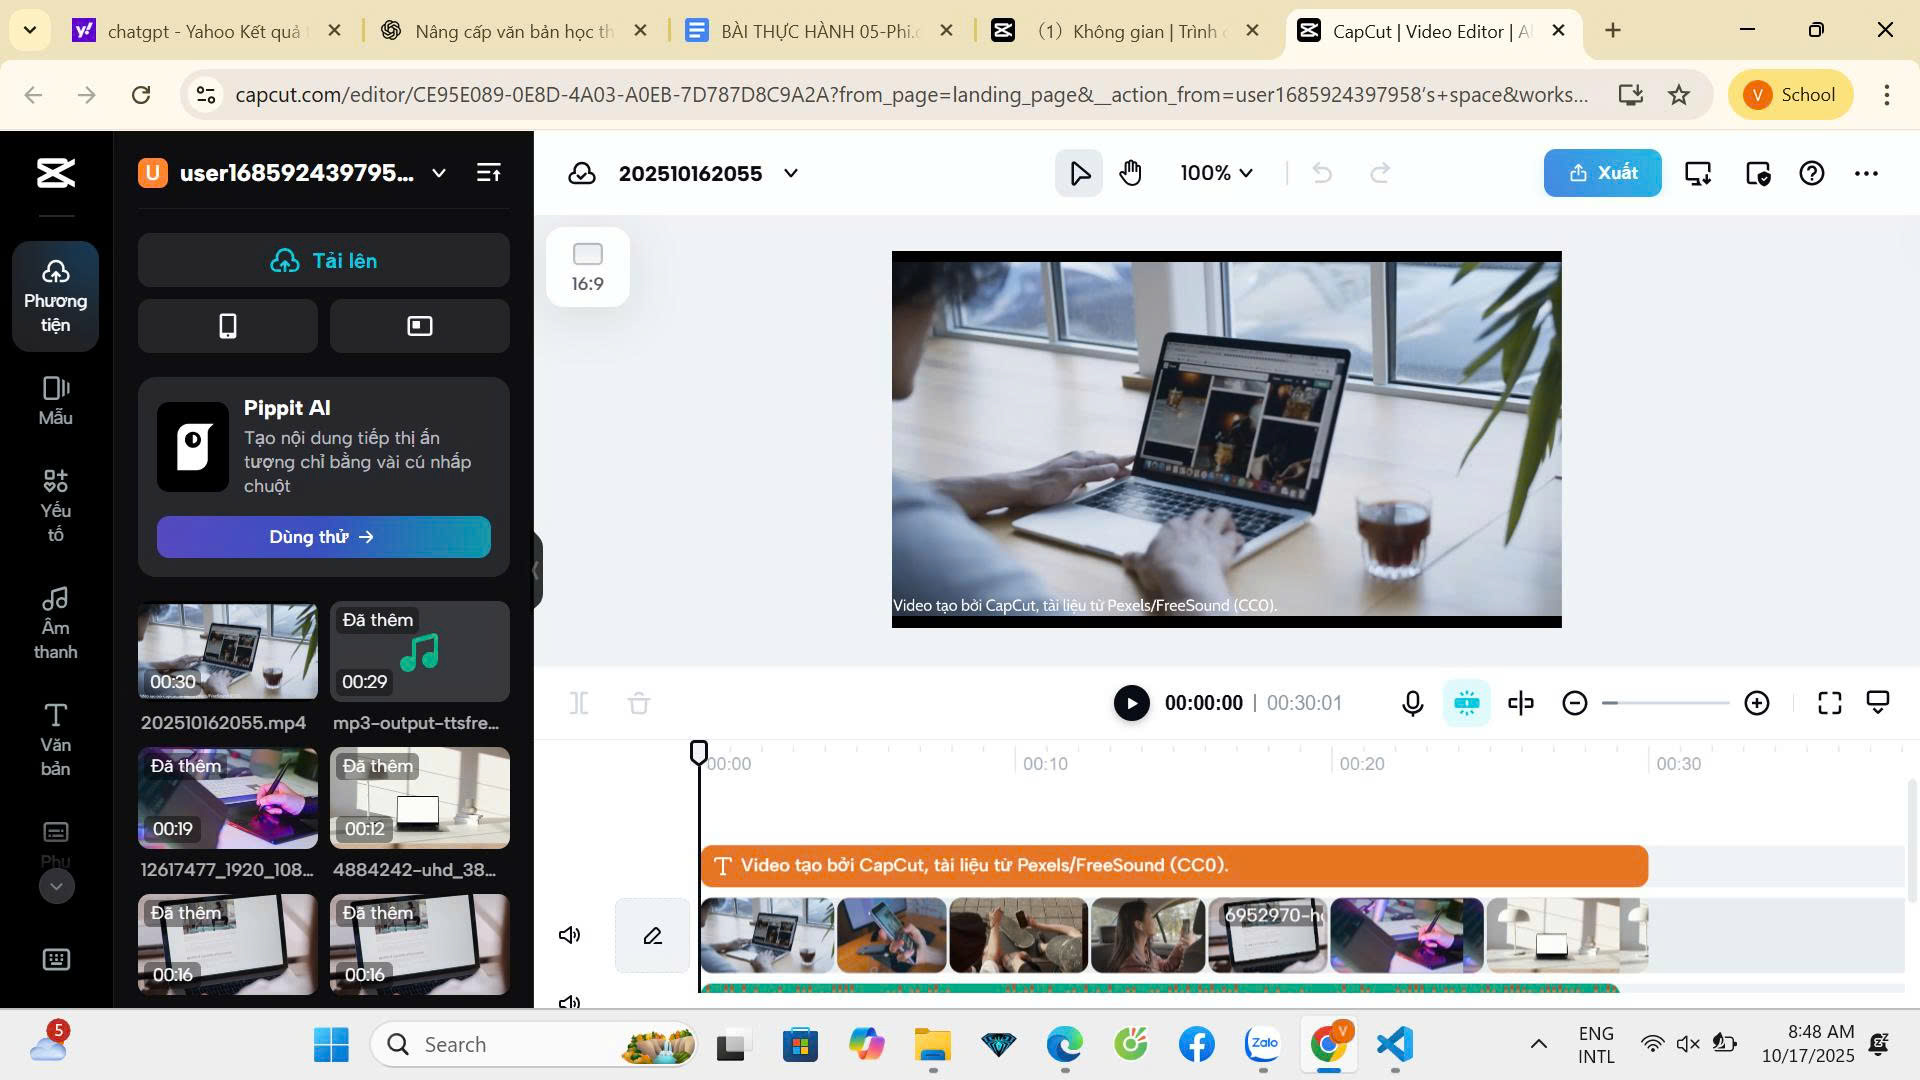 chatgpt - Yahoo Kết quả
Nâng cấp văn bản học th
BÀI THỰC HÀNH 05-Phi.
(1) Không gian | Trình
CapCut | Video Editor | A
capcut.com/editor/CE95E089-0E8D-4A03-A0EB-7D787D8C9A2A?from_page=landing_page&__action_from=user1685924397958's+space&works...
V School
U user168592439795...
202510162055
100%
Xuất
Tải lên
16:9
Phương
tiện
Mẫu
Yếu
tố
Âm
thanh
Văn
bản
Phụ
Pippit AI
Tạo nội dung tiếp thị ấn
tượng chỉ bằng vài cú nhấp
chuột
Dùng thử →
00:30
202510162055.mp4
Đã thêm
00:29
mp3-output-ttsfre...
Đã thêm
00:19
12617477_1920_108...
Đã thêm
00:12
4884242-uhd_38...
Đã thêm
00:16
Đã thêm
00:16
Video tạo bởi CapCut, tài liệu từ Pexels/FreeSound (CC0).
00:00:00 | 00:30:01
00:00
00:10
00:20
00:30
Video tạo bởi CapCut, tài liệu từ Pexels/FreeSound (CC0).
6952970-h
5
Search
Zalo
V
ENG
INTL
8:48 AM
10/17/2025